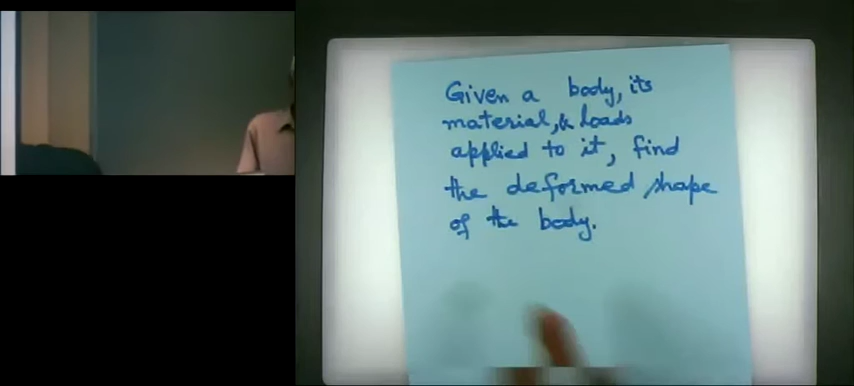 Given a body, its
material, & loads
applied to it, find
the deformed shape
of the body.